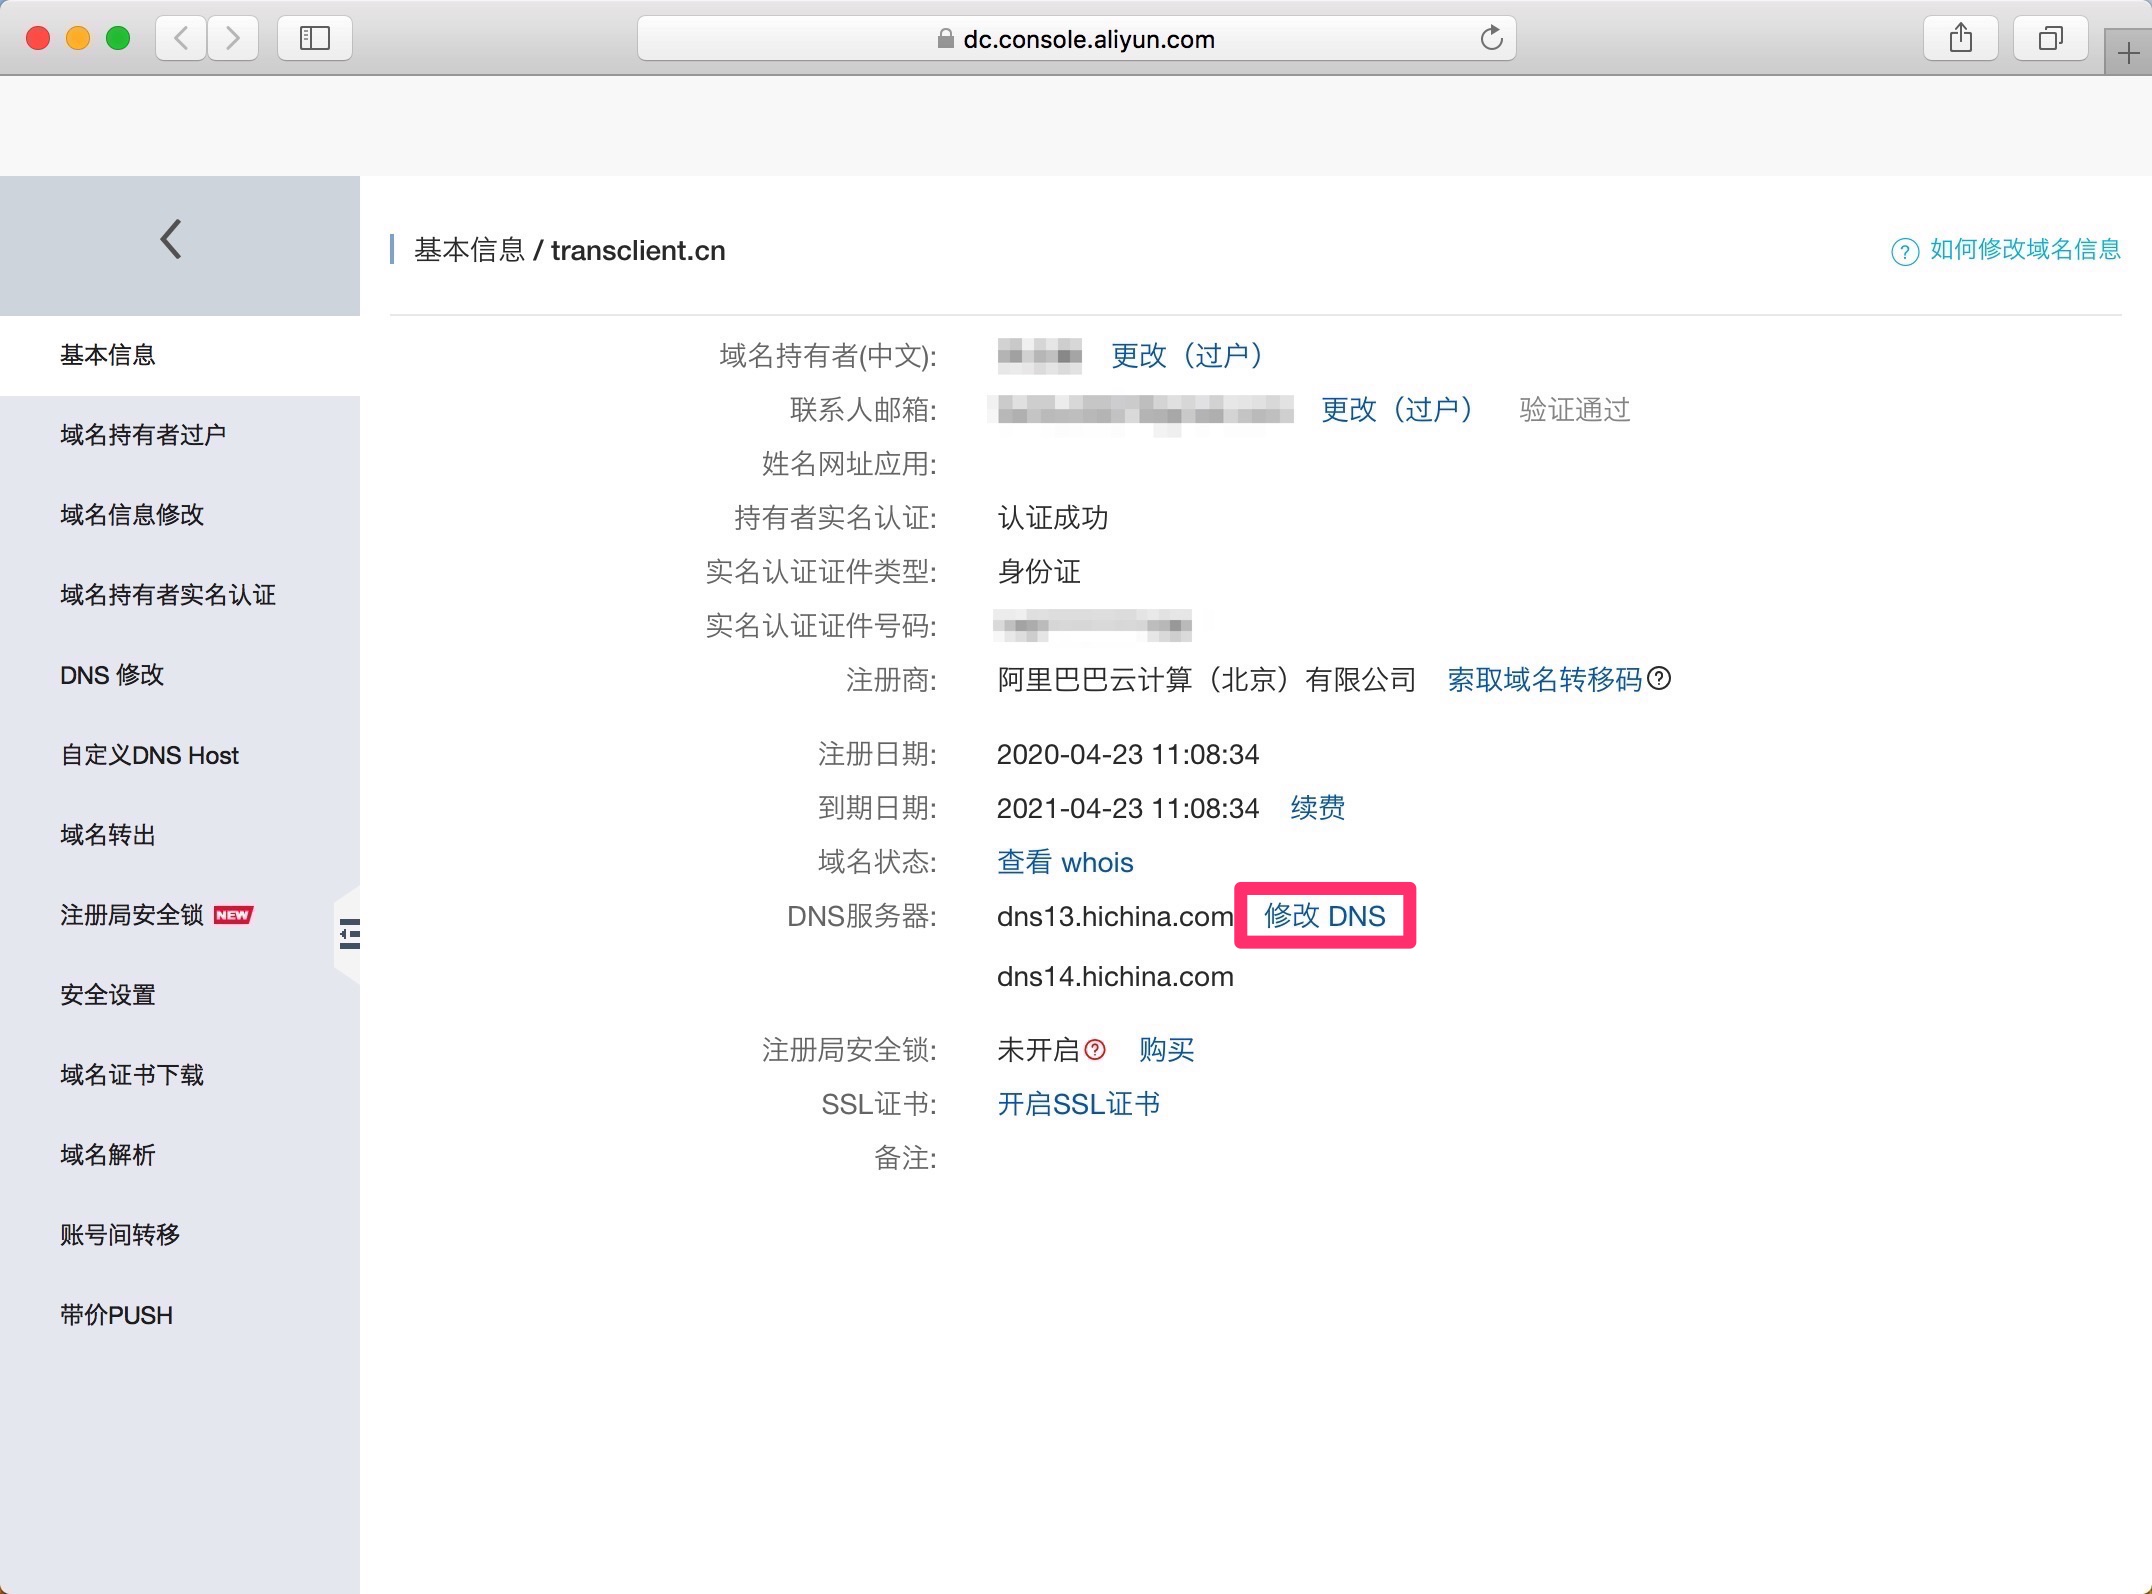 dc.console.aliyun.com
基本信息 / transclient.cn
如何修改域名信息
基本信息
域名持有者过户
域名信息修改
域名持有者实名认证
DNS 修改
自定义DNS Host
域名转出
注册局安全锁 NEW
安全设置
域名证书下载
域名解析
账号间转移
带价PUSH
域名持有者(中文): 更改（过户）
联系人邮箱: 更改（过户） 验证通过
姓名网址应用:
持有者实名认证: 认证成功
实名认证证件类型: 身份证
实名认证证件号码:
注册商: 阿里巴巴云计算（北京）有限公司 索取域名转移码
注册日期: 2020-04-23 11:08:34
到期日期: 2021-04-23 11:08:34 续费
域名状态: 查看 whois
DNS服务器: dns13.hichina.com 修改 DNS
dns14.hichina.com
注册局安全锁: 未开启 购买
SSL证书: 开启SSL证书
备注: